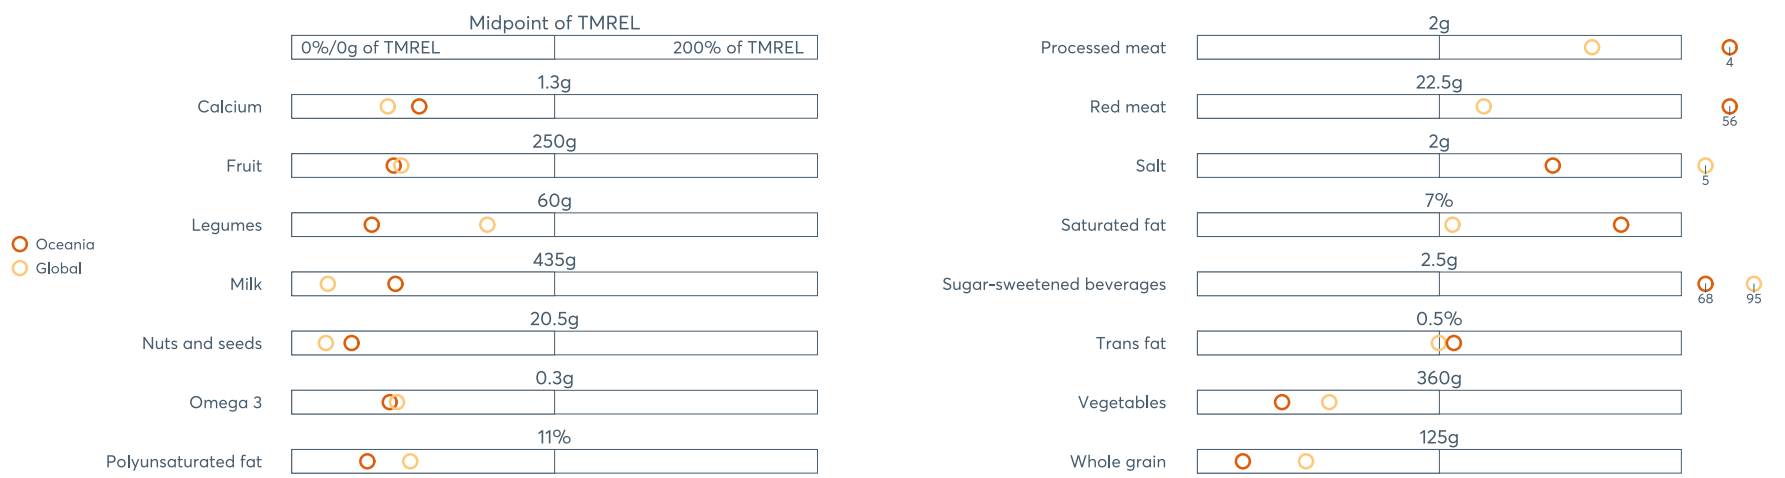 Midpoint of TMREL
0%/0g of TMREL 200% of TMREL
1.3g
Calcium
250g
Fruit
60g
Legumes
435g
Milk
20.5g
Nuts and seeds
0.3g
Omega 3
11%
Polyunsaturated fat
Oceania
Global
2g
Processed meat
4
22.5g
Red meat
56
2g
Salt
5
7%
Saturated fat
2.5g
Sugar-sweetened beverages
68 95
0.5%
Trans fat
360g
Vegetables
125g
Whole grain